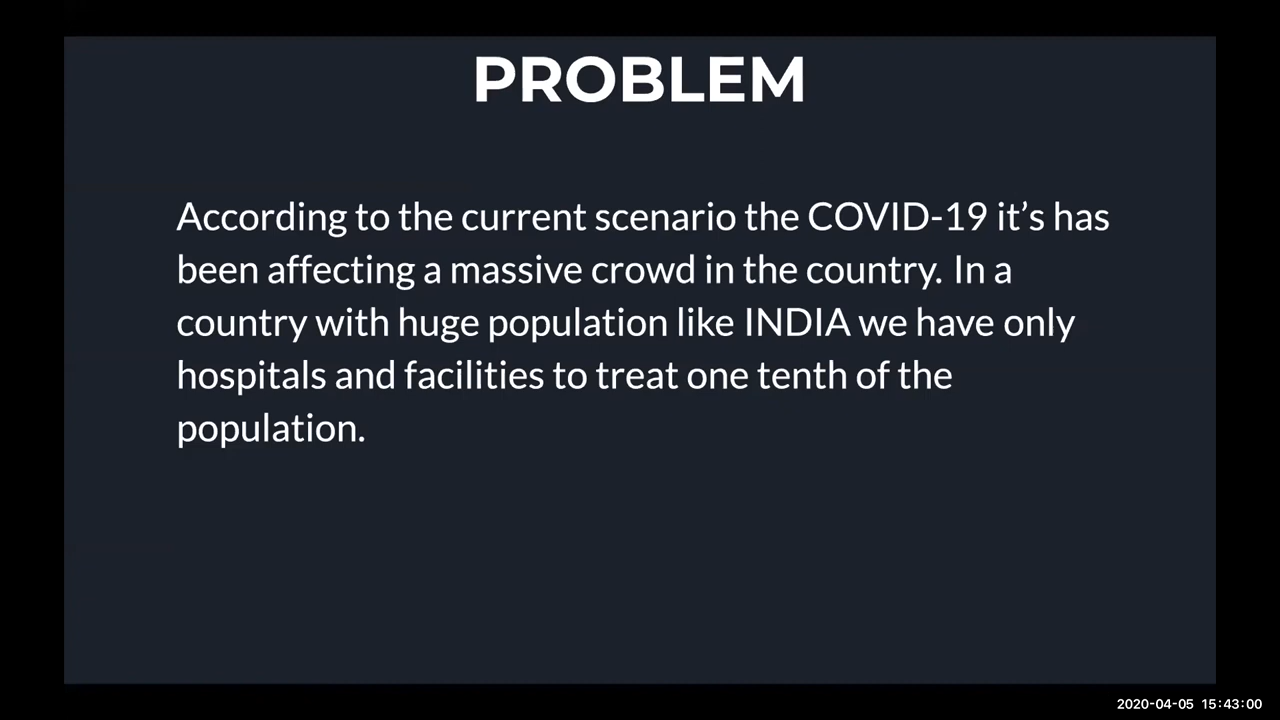 PROBLEM
According to the current scenario the COVID-19 it’s has
been affecting a massive crowd in the country. In a
country with huge population like INDIA we have only
hospitals and facilities to treat one tenth of the
population.
2020-04-05 15:43:00